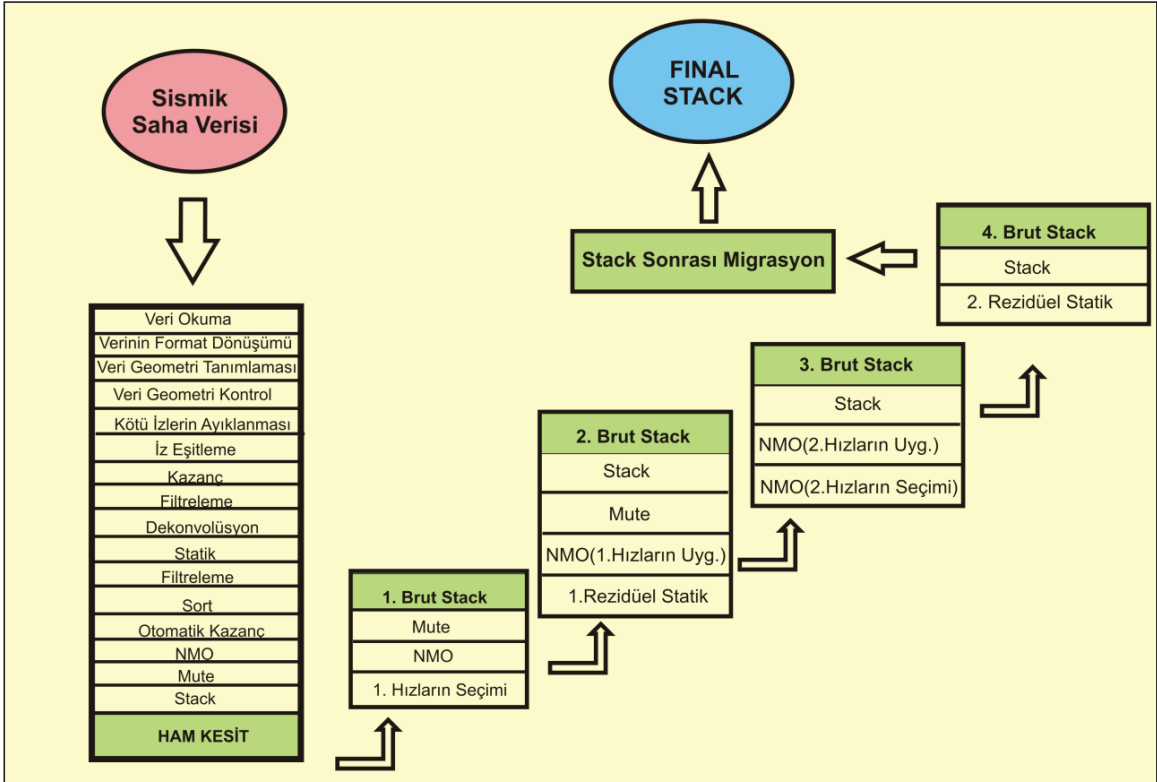 Sismik
Saha Verisi
Veri Okuma
Verinin Format Dönüşümü
Veri Geometri Tanımlaması
Veri Geometri Kontrol
Kötü İzlerin Ayıklanması
İz Eşitleme
Kazanç
Filtreleme
Dekonvolüsyon
Statik
Filtreleme
Sort
Otomatik Kazanç
NMO
Mute
Stack
HAM KESİT
1. Brut Stack
Mute
NMO
1. Hızların Seçimi
2. Brut Stack
Stack
Mute
NMO(1.Hızların Uyg.)
1.Rezidüel Statik
3. Brut Stack
Stack
NMO(2.Hızların Uyg.)
NMO(2.Hızların Seçimi)
4. Brut Stack
Stack
2. Rezidüel Statik
Stack Sonrası Migrasyon
FINAL
STACK